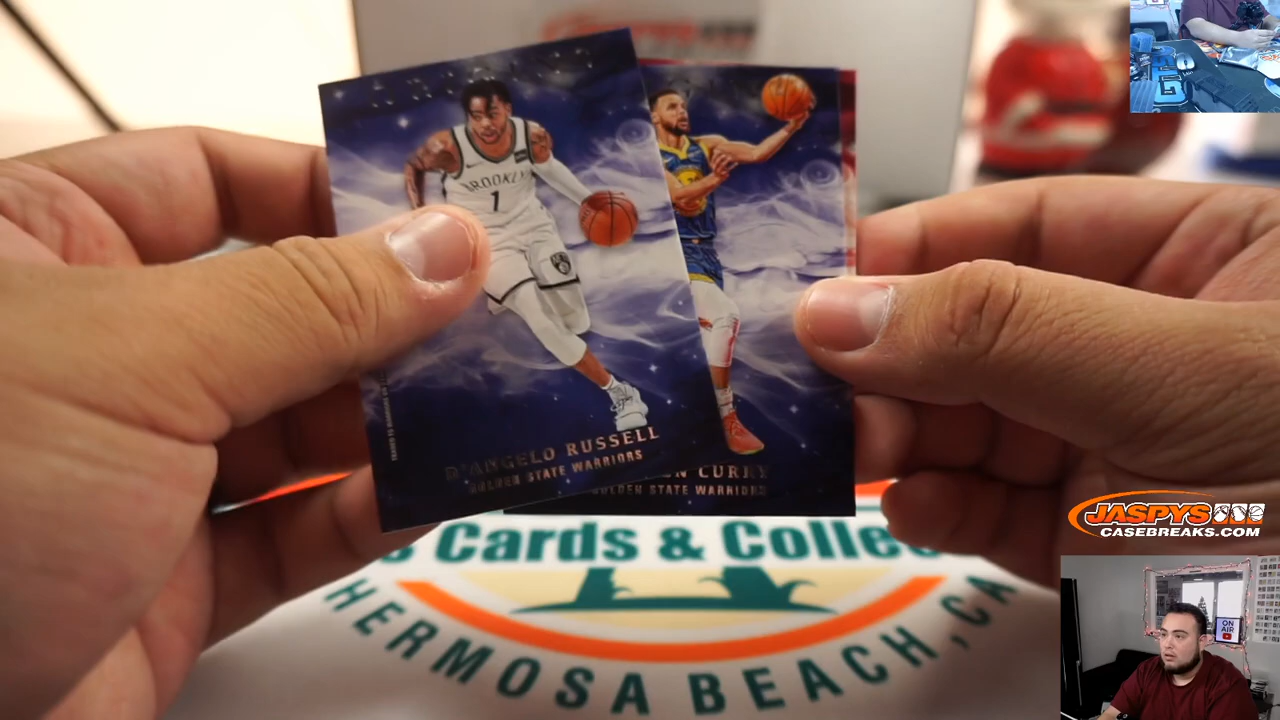 BROOKLYN
1
D'ANGELO RUSSELL
GOLDEN STATE WARRIORS
CURRY
GOLDEN STATE WARRIORS
Cards &
HERMOSA BEACH, CA
JASPYS
CASEBREAKS.COM
ON
AIR